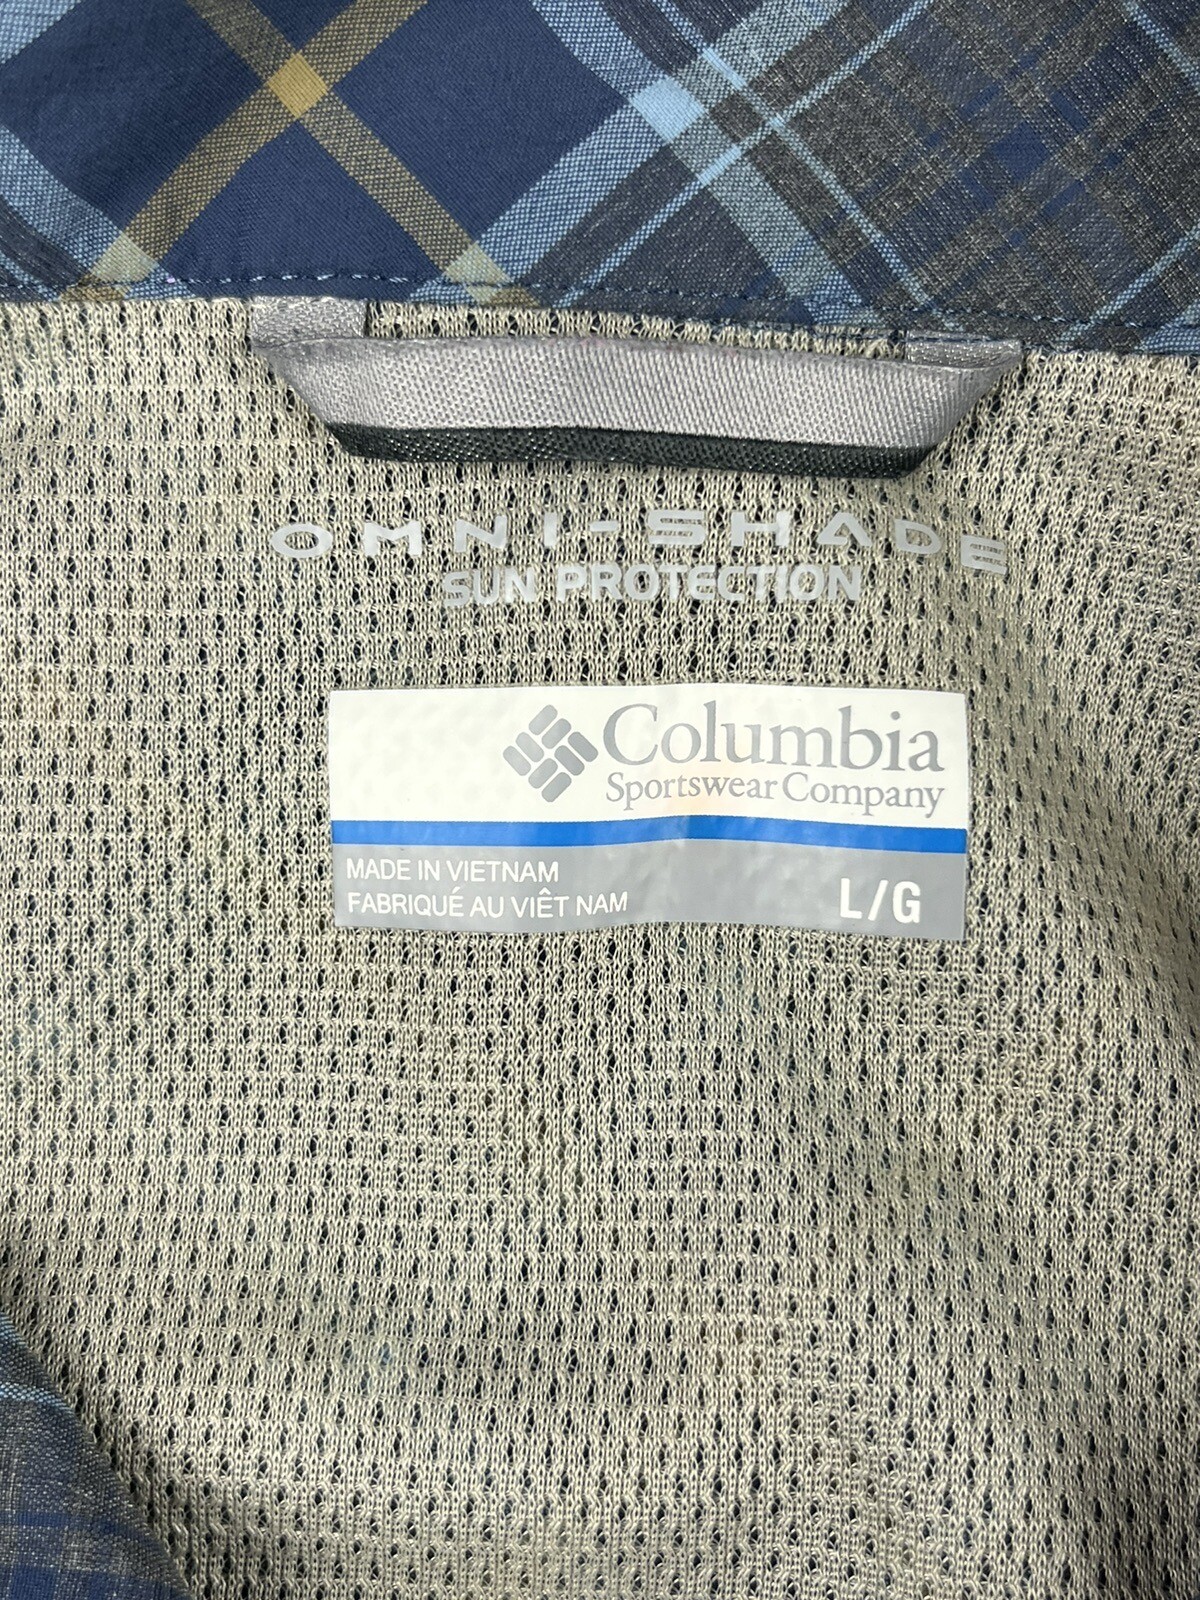 OMNI-SHADE
SUN PROTECTION
Columbia
Sportswear Company
MADE IN VIETNAM
FABRIQUÉ AU VIÊT NAM
L/G